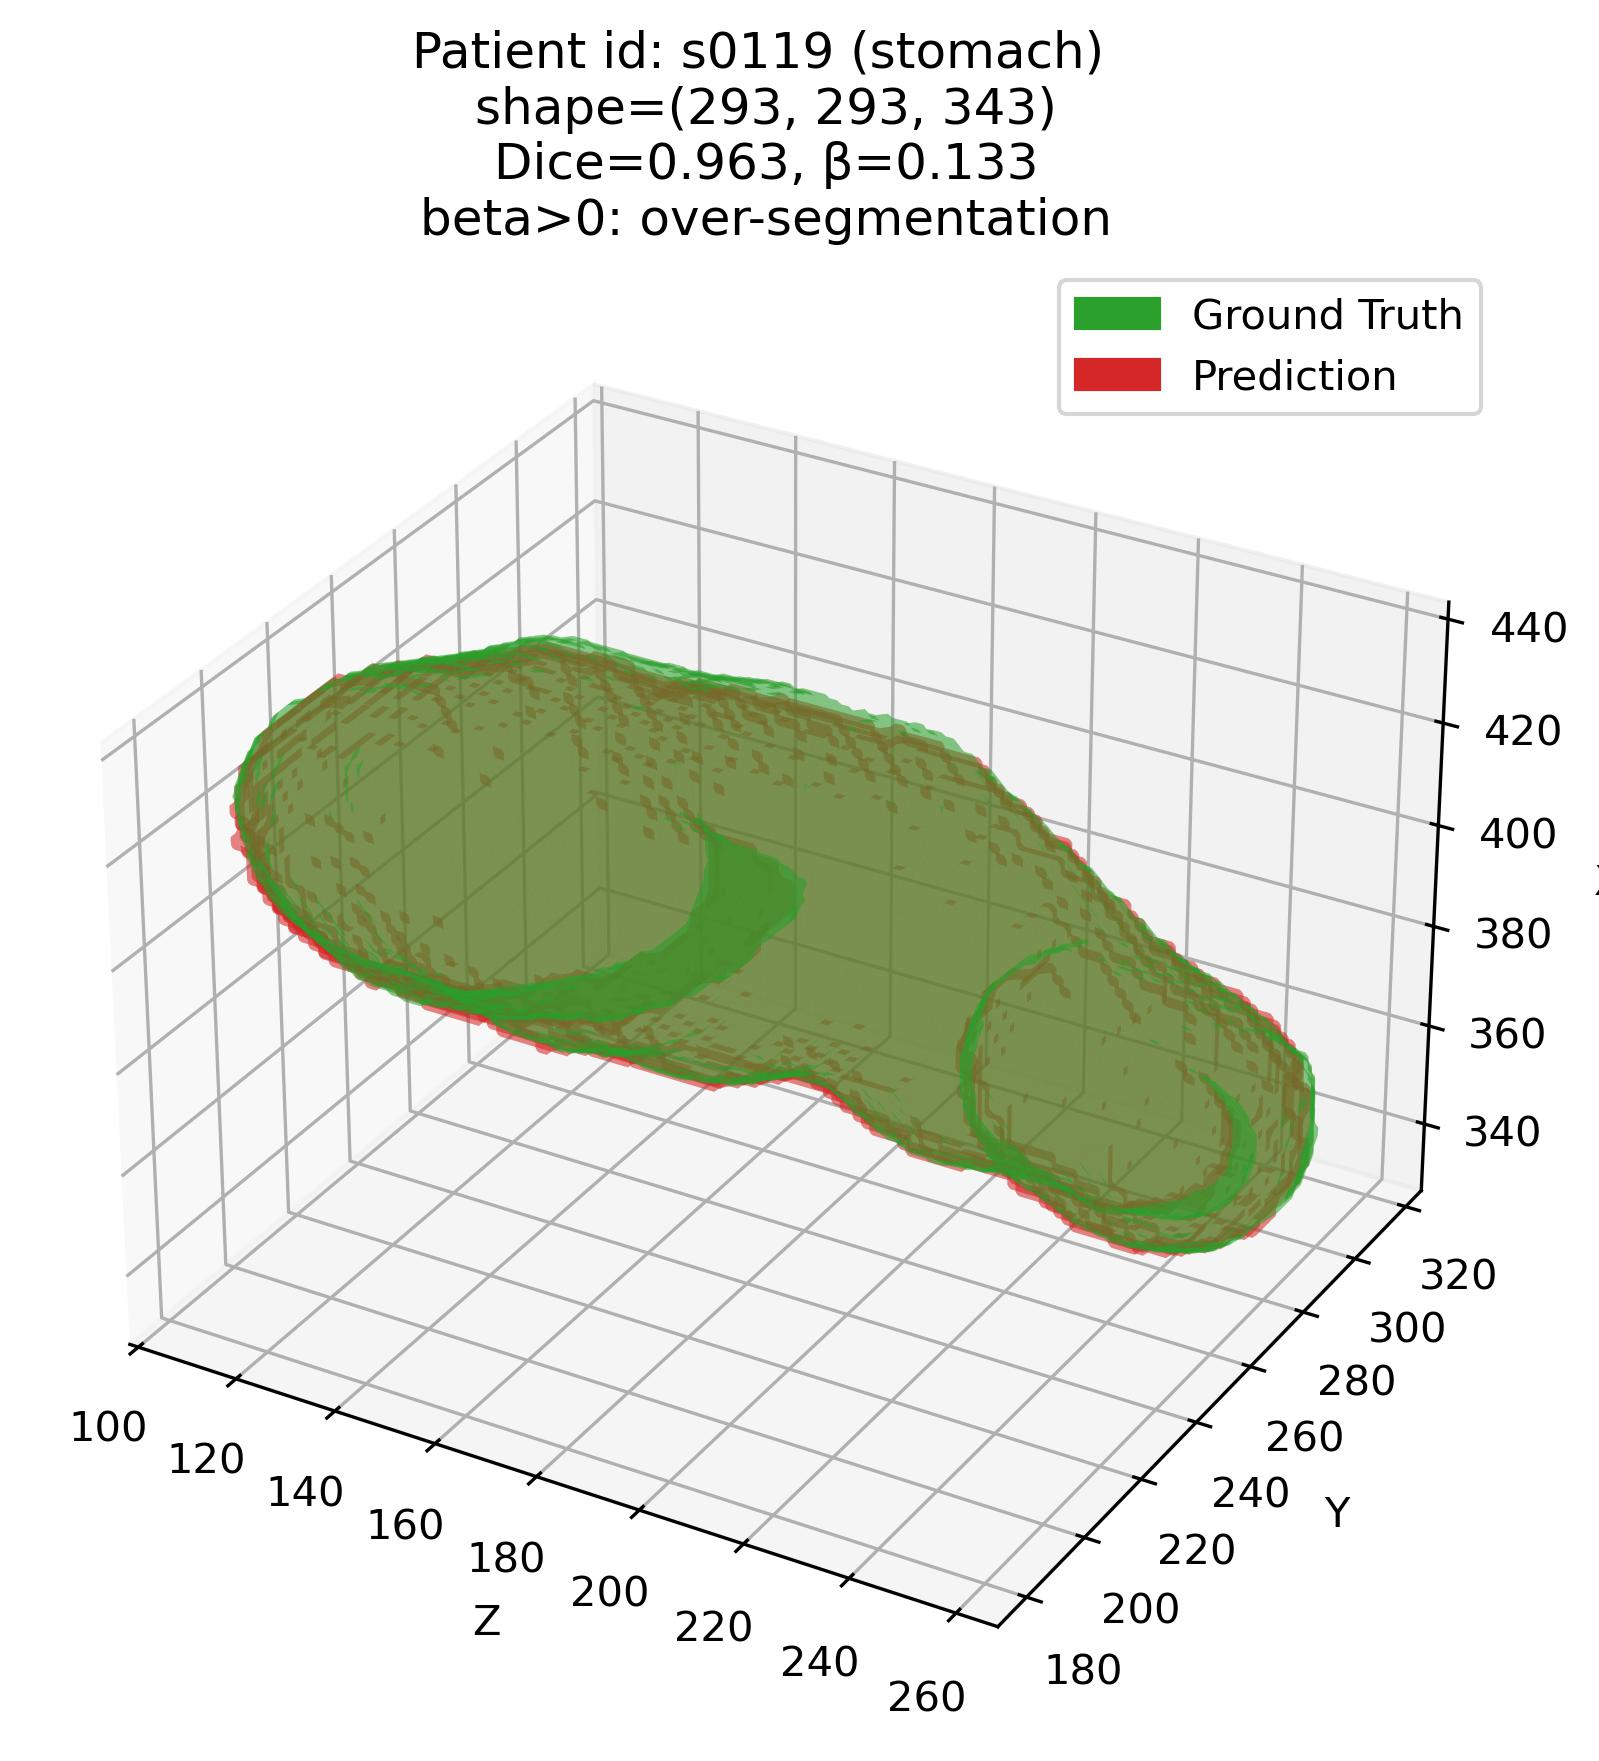 Patient id: s0119 (stomach)
shape=(293, 293, 343)
Dice=0.963, β=0.133
beta>0: over-segmentation
Ground Truth
Prediction
440
420
400
380
360
340
320
300
280
260
240
220
200
180
Y
100
120
140
160
180
200
220
240
260
Z